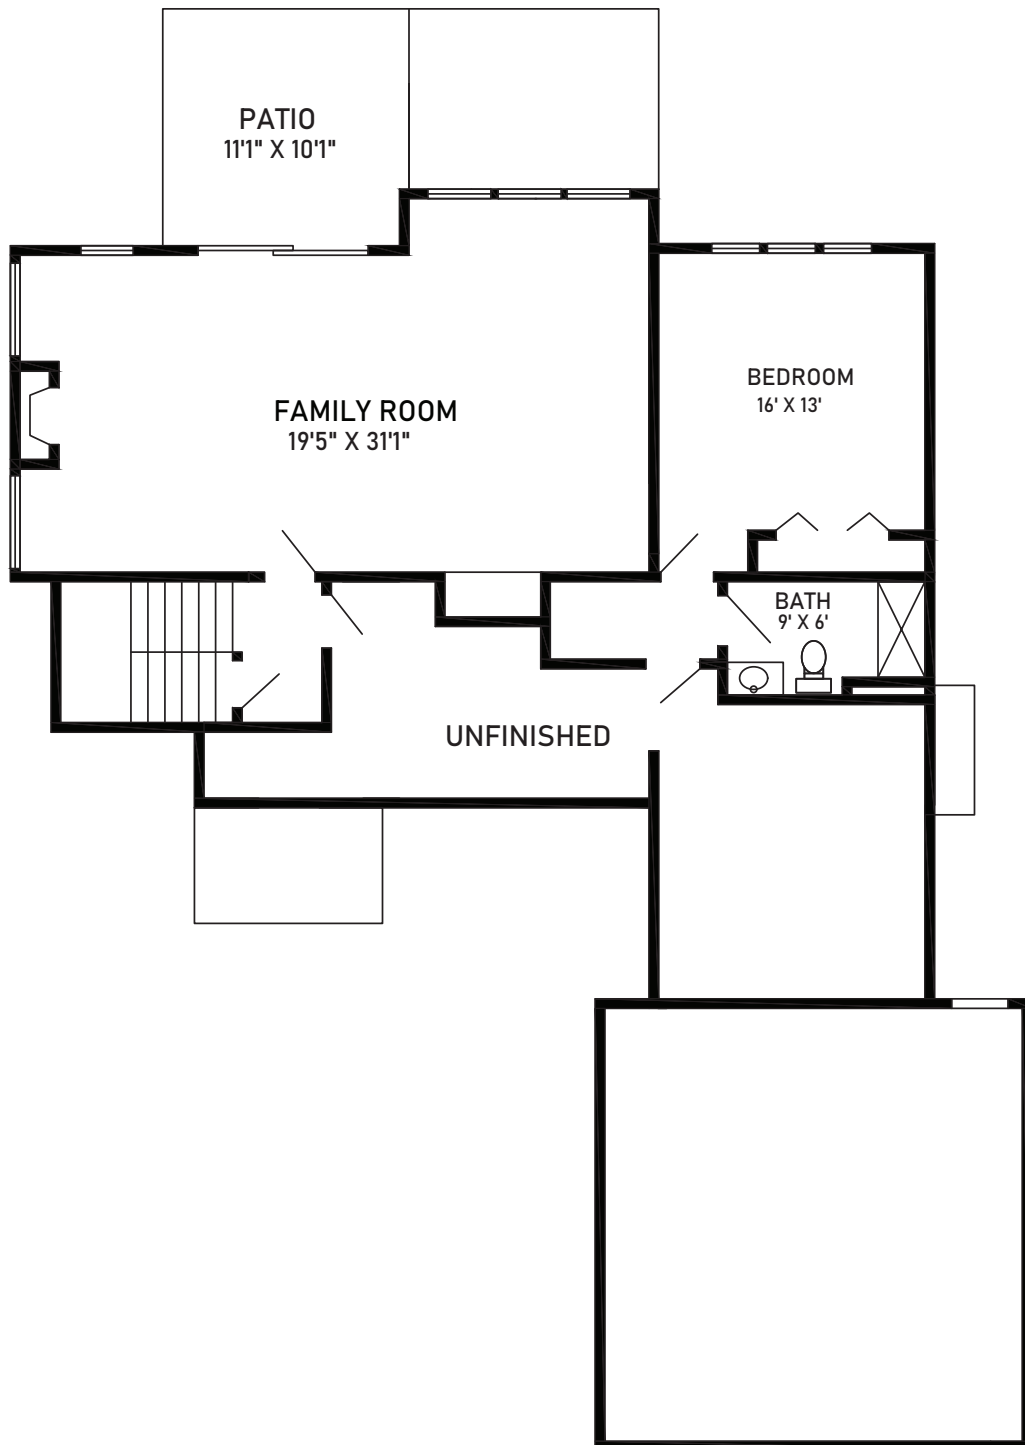 PATIO
11'1" X 10'1"
BEDROOM
16' X 13'
FAMILY ROOM
19'5" X 31'1"
BATH
9' X 6'
UNFINISHED